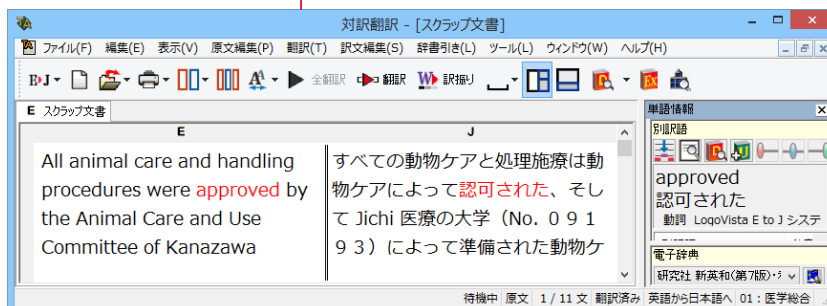 対訳翻訳 - [スクラップ文書]
ファイル(F) 編集(E) 表示(V) 原文編集(P) 翻訳(T) 訳文編集(S) 辞書引き(L) ツール(L) ウィンドウ(W) ヘルプ(H)
E▶J 全翻訳 翻訳 W 訳振り
E スクラップ文書
単語情報
E J
別訳語
All animal care and handling
procedures were approved by
the Animal Care and Use
Committee of Kanazawa
すべての動物ケアと処理施療は動
物ケアによって認可された、そし
て Jichi 医療の大学（No. ０９１
９３）によって準備された動物ケ
approved
認可された
動詞 LogoVista E to J システ
電子辞典
研究社 新英和(第7版)・
待機中 原文 1 / 11 文 翻訳済み 英語から日本語へ 01 : 医学総合